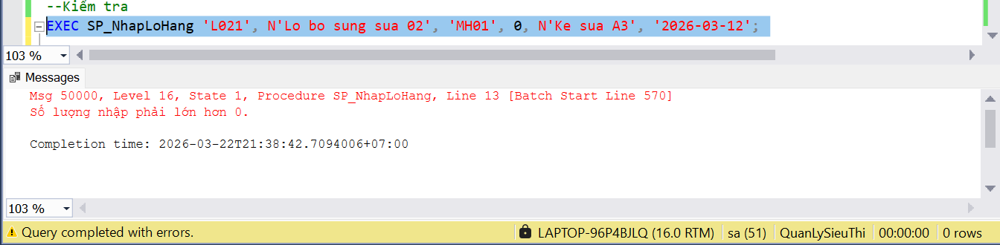 --Kiểm tra
EXEC SP_NhapLoHang 'L021', N'Lo bo sung sua 02', 'MH01', 0, N'Ke sua A3', '2026-03-12';
103 %
Messages
Msg 50000, Level 16, State 1, Procedure SP_NhapLoHang, Line 13 [Batch Start Line 570]
Số lượng nhập phải lớn hơn 0.
Completion time: 2026-03-22T21:38:42.7094006+07:00
103 %
Query completed with errors. LAPTOP-96P4BJLQ (16.0 RTM) sa (51) QuanLySieuThi 00:00:00 0 rows